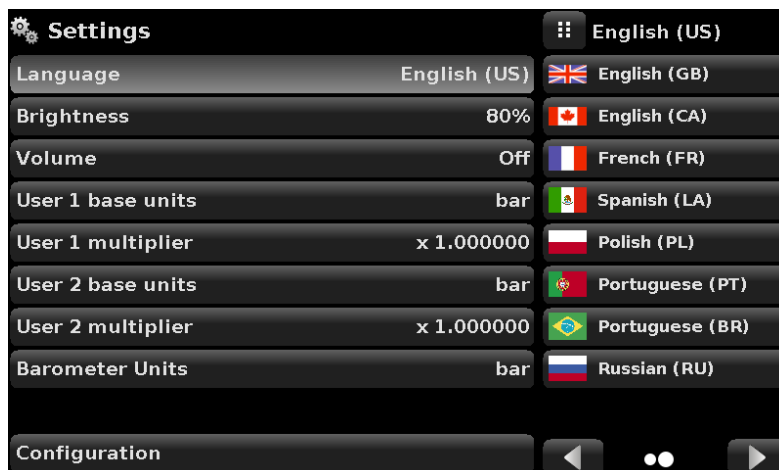 Settings
Language English (US)
Brightness 80%
Volume Off
User 1 base units bar
User 1 multiplier x 1.000000
User 2 base units bar
User 2 multiplier x 1.000000
Barometer Units bar
Configuration
English (US)
English (GB)
English (CA)
French (FR)
Spanish (LA)
Polish (PL)
Portuguese (PT)
Portuguese (BR)
Russian (RU)